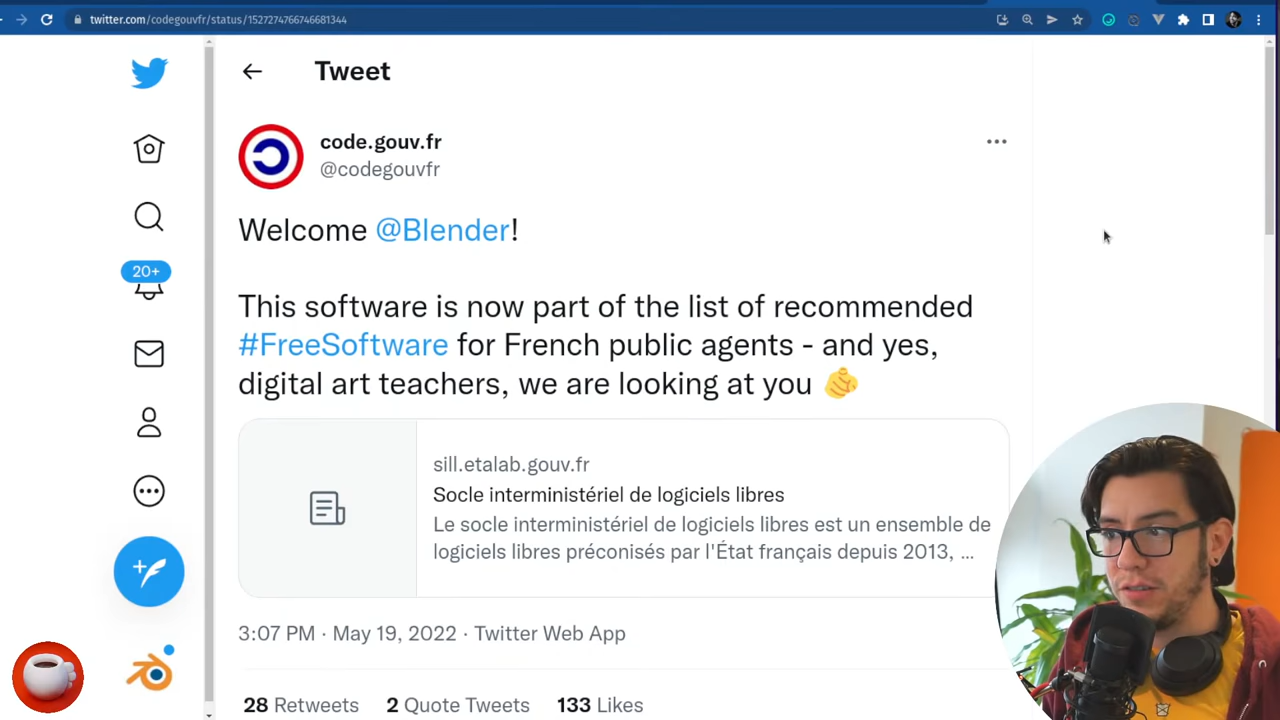 twitter.com/codegouvfr/status/1527274766746681344
Tweet
code.gouv.fr
@codegouvfr
Welcome @Blender!
This software is now part of the list of recommended
#FreeSoftware for French public agents - and yes,
digital art teachers, we are looking at you
20+
sill.etalab.gouv.fr
Socle interministériel de logiciels libres
Le socle interministériel de logiciels libres est un ensemble de
logiciels libres préconisés par l'État français depuis 2013, ...
3:07 PM · May 19, 2022 · Twitter Web App
28 Retweets 2 Quote Tweets 133 Likes